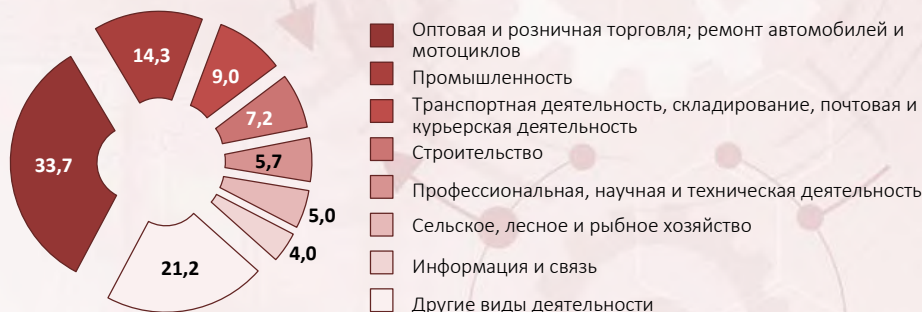 14,3
9,0
7,2
33,7
5,7
5,0
4,0
21,2
Оптовая и розничная торговля; ремонт автомобилей и
мотоциклов
Промышленность
Транспортная деятельность, складирование, почтовая и
курьерская деятельность
Строительство
Профессиональная, научная и техническая деятельность
Сельское, лесное и рыбное хозяйство
Информация и связь
Другие виды деятельности